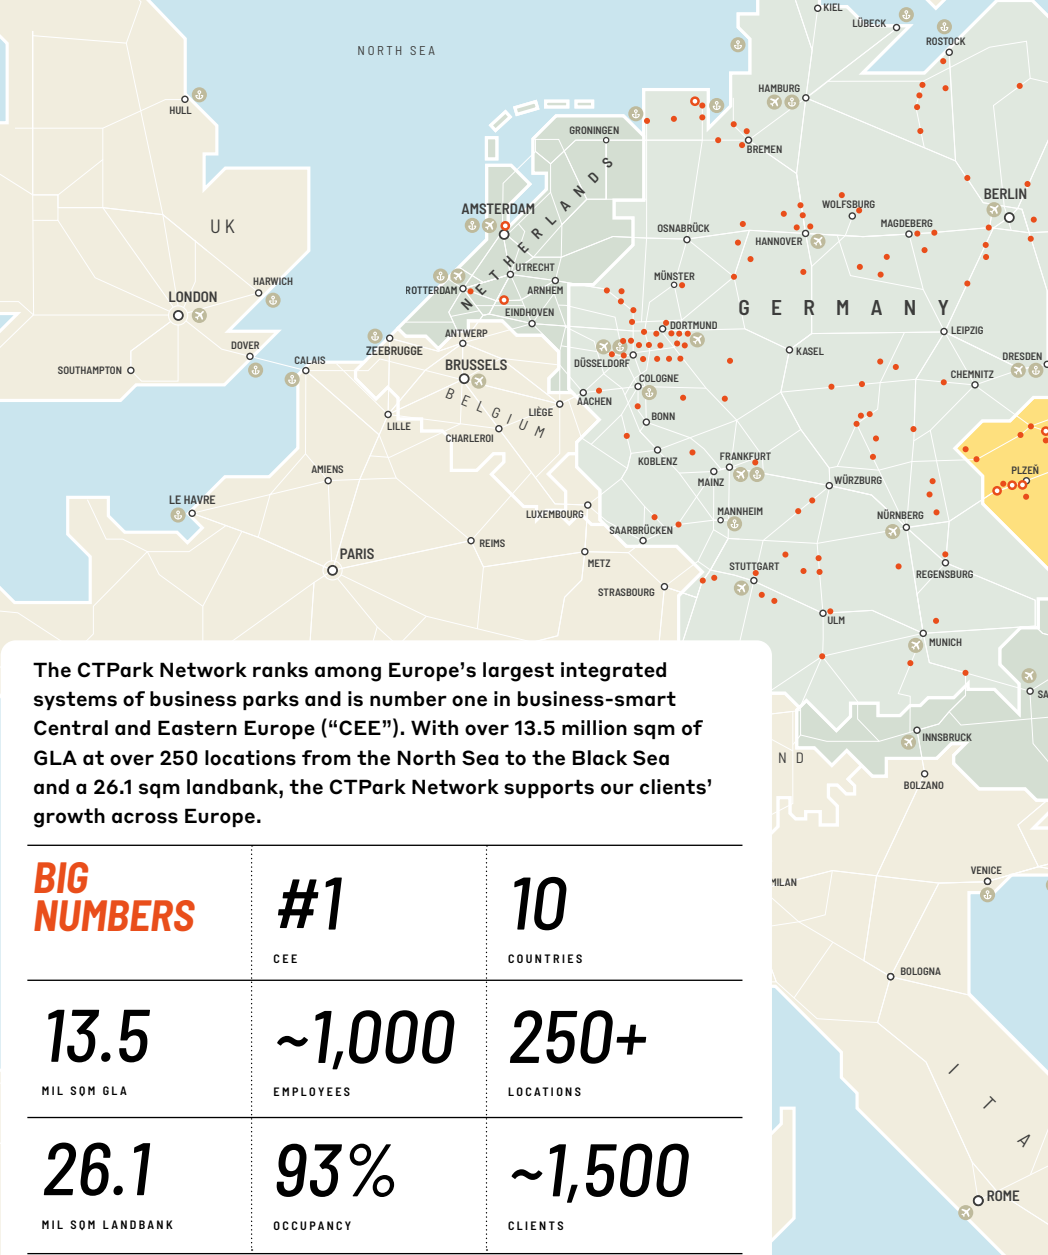 KIEL
LÜBECK
NORTH SEA
ROSTOCK
HAMBURG
HULL
GRONINGEN
BREMEN
BERLIN
AMSTERDAM
WOLFSBURG
UK
OSNABRÜCK
MAGDEBERG
HANNOVER
NETHERLANDS
UTRECHT
HARWICH
MÜNSTER
ROTTERDAM
ARNHEM
LONDON
GERMANY
EINDHOVEN
DORTMUND
LEIPZIG
DOVER
ANTWERP
ZEEBRUGGE
KASEL
CALAIS
DÜSSELDORF
DRESDEN
SOUTHAMPTON
BRUSSELS
CHEMNITZ
COLOGNE
BELGIUM
AACHEN
LIÈGE
BONN
LILLE
CHARLEROI
KOBLENZ
FRANKFURT
AMIENS
PLZEŇ
MAINZ
WÜRZBURG
LE HAVRE
LUXEMBOURG
MANNHEIM
NÜRNBERG
SAARBRÜCKEN
REIMS
PARIS
METZ
STUTTGART
REGENSBURG
STRASBOURG
ULM
MUNICH
SA
INNSBRUCK
ND
BOLZANO
VENICE
MILAN
BOLOGNA
I T A
ROME
The CTPark Network ranks among Europe’s largest integrated
systems of business parks and is number one in business-smart
Central and Eastern Europe (“CEE”). With over 13.5 million sqm of
GLA at over 250 locations from the North Sea to the Black Sea
and a 26.1 sqm landbank, the CTPark Network supports our clients’
growth across Europe.
BIG
NUMBERS
#1
CEE
10
COUNTRIES
13.5
MIL SQM GLA
~1,000
EMPLOYEES
250+
LOCATIONS
26.1
MIL SQM LANDBANK
93%
OCCUPANCY
~1,500
CLIENTS